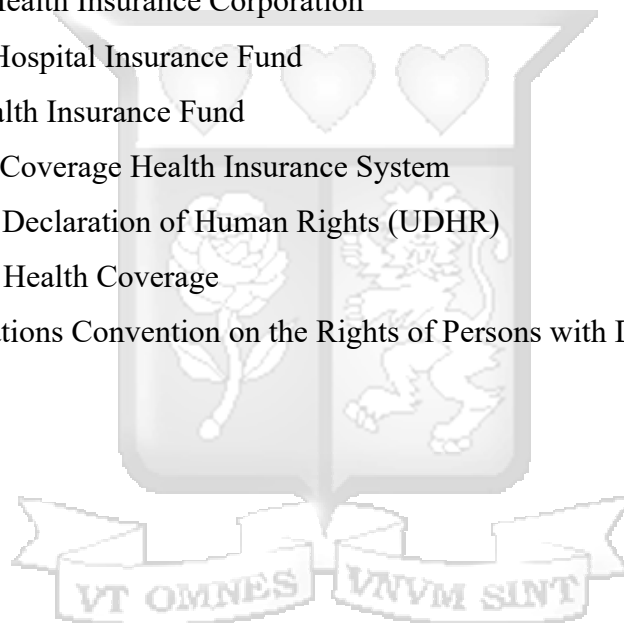 Health Insurance Corporation
Hospital Insurance Fund
alth Insurance Fund
Coverage Health Insurance System
Declaration of Human Rights (UDHR)
Health Coverage
tions Convention on the Rights of Persons with D
VT OMNES VNVM SINT